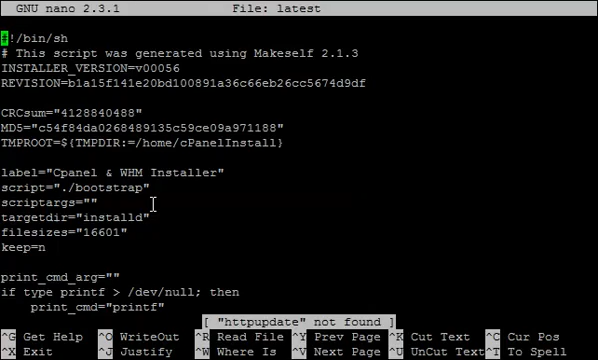 GNU nano 2.3.1 File: latest
#!/bin/sh
# This script was generated using Makeself 2.1.3
INSTALLER_VERSION=v00056
REVISION=b1a15f141e20bd100891a36c66eb26cc5674d9df
CRCsum="4128840488"
MD5="c54f84da0268489135c59ce09a971188"
TMPROOT=${TMPDIR:=/home/cPanelInstall}
label="Cpanel & WHM Installer"
script="./bootstrap"
scriptargs=""
targetdir="installd"
filesizes="16601"
keep=n
print_cmd_arg=""
if type printf > /dev/null; then
print_cmd="printf"
[ "httpupdate" not found ]
^G Get Help ^O WriteOut ^R Read File ^Y Prev Page ^K Cut Text ^C Cur Pos
^X Exit ^J Justify ^W Where Is ^V Next Page ^U UnCut Text ^T To Spell